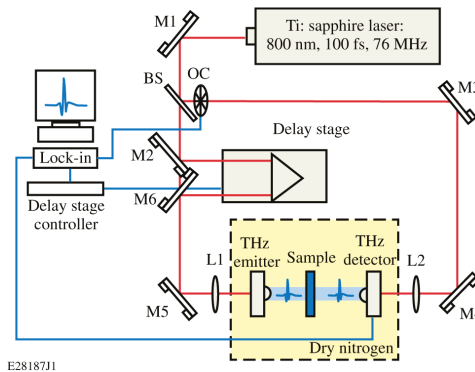 M1
Ti: sapphire laser:
800 nm, 100 fs, 76 MHz
BS
OC
Lock-in
M2
M6
Delay stage
Delay stage
controller
THz
emitter
Sample
THz
detector
L1
L2
M5
Dry nitrogen
E28187J1